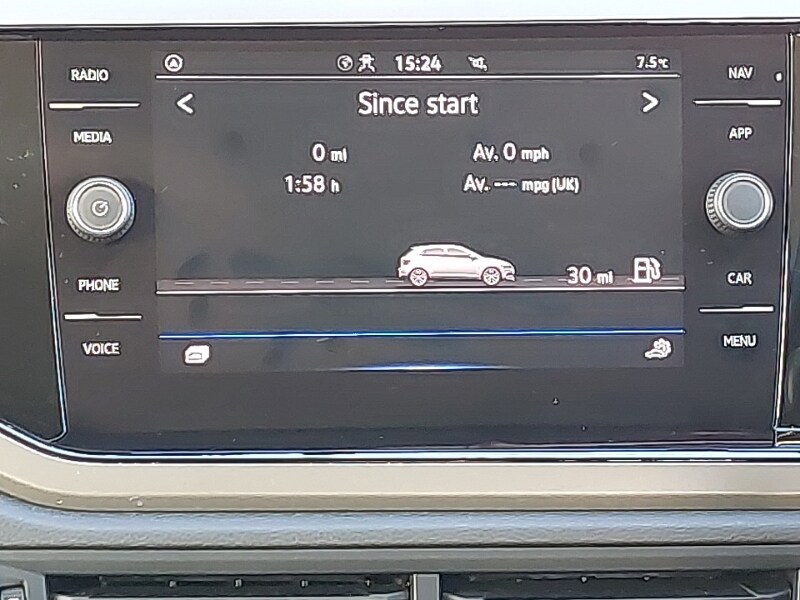 RADIO
MEDIA
PHONE
VOICE
15:24 7.5°C
< Since start >
0 mi Av. 0 mph
1:58 h Av. --- mpg (UK)
30 mi
NAV
APP
CAR
MENU